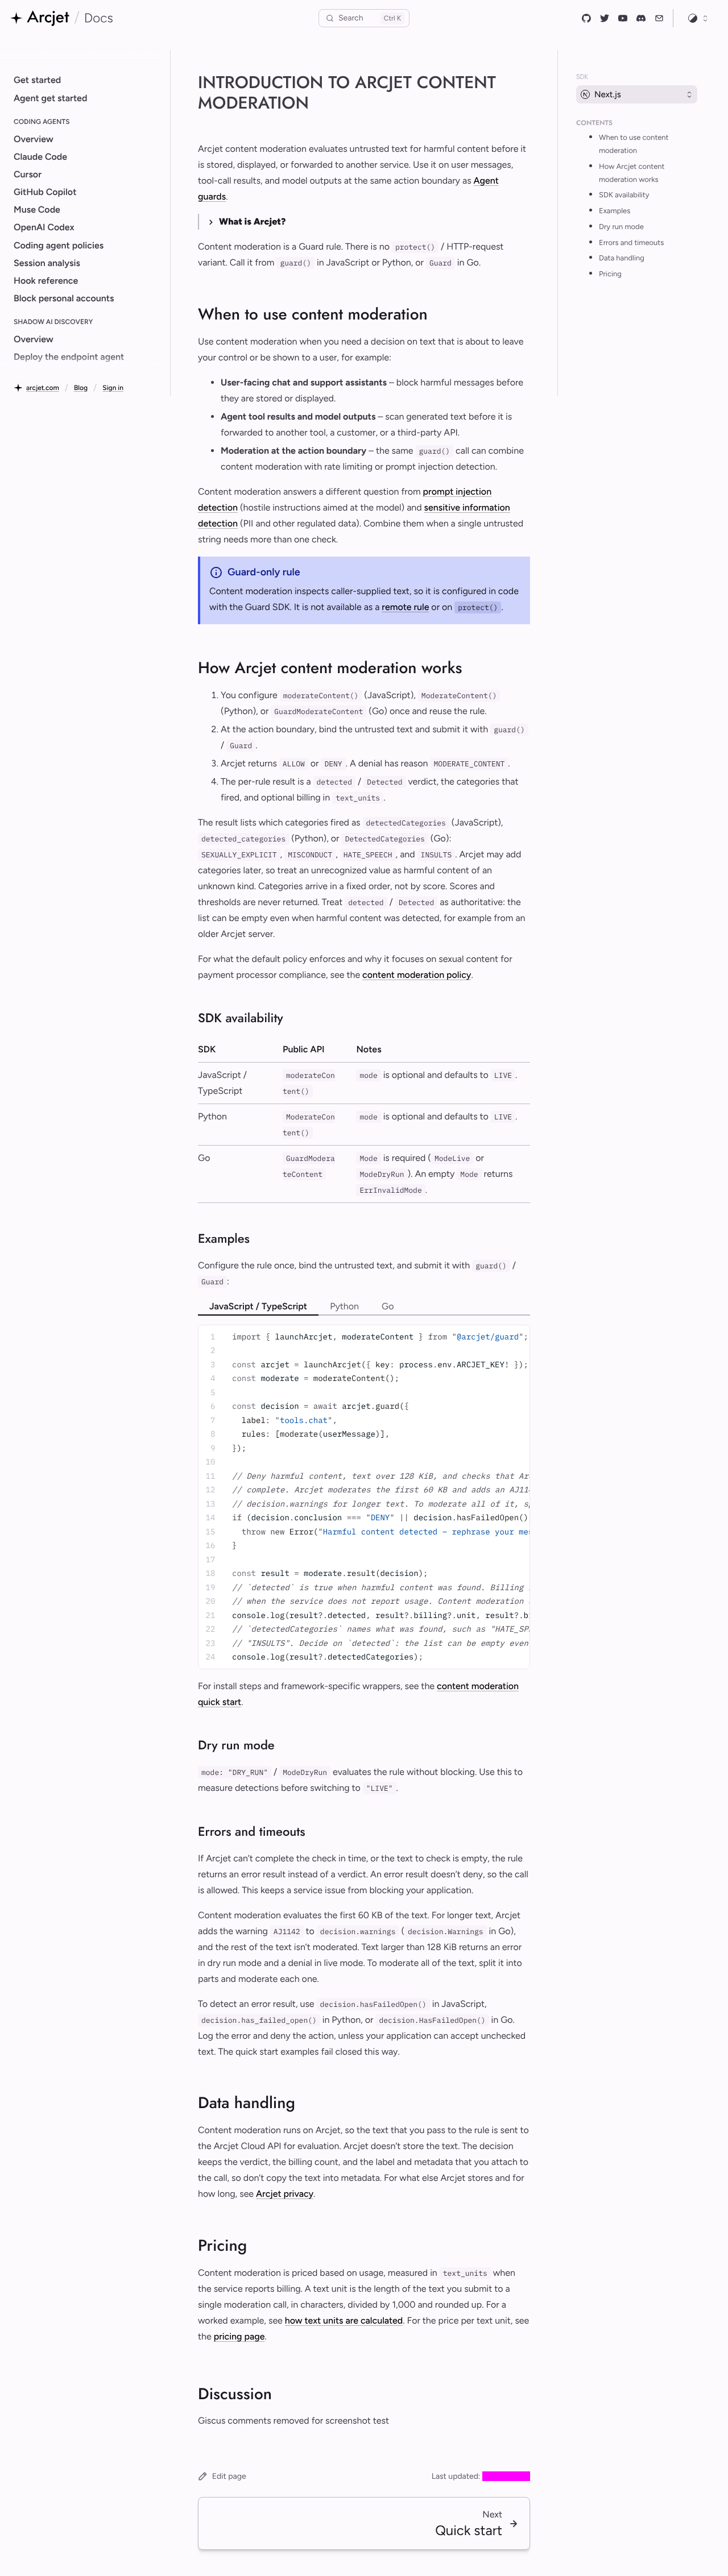 Arcjet / Docs
Search Ctrl K
Get started
Agent get started
CODING AGENTS
Overview
Claude Code
Cursor
GitHub Copilot
Muse Code
OpenAI Codex
Coding agent policies
Session analysis
Hook reference
Block personal accounts
SHADOW AI DISCOVERY
Overview
Deploy the endpoint agent
arcjet.com / Blog / Sign in
INTRODUCTION TO ARCJET CONTENT
MODERATION
Arcjet content moderation evaluates untrusted text for harmful content before it
is stored, displayed, or forwarded to another service. Use it on user messages,
tool-call results, and model outputs at the same action boundary as Agent
guards.
What is Arcjet?
Content moderation is a Guard rule. There is no protect() / HTTP-request
variant. Call it from guard() in JavaScript or Python, or Guard in Go.
When to use content moderation
Use content moderation when you need a decision on text that is about to leave
your control or be shown to a user, for example:
• User-facing chat and support assistants – block harmful messages before
they are stored or displayed.
• Agent tool results and model outputs – scan generated text before it is
forwarded to another tool, a customer, or a third-party API.
• Moderation at the action boundary – the same guard() call can combine
content moderation with rate limiting or prompt injection detection.
Content moderation answers a different question from prompt injection
detection (hostile instructions aimed at the model) and sensitive information
detection (PII and other regulated data). Combine them when a single untrusted
string needs more than one check.
Guard-only rule
Content moderation inspects caller-supplied text, so it is configured in code
with the Guard SDK. It is not available as a remote rule or on protect().
How Arcjet content moderation works
1. You configure moderateContent() (JavaScript), ModerateContent()
(Python), or GuardModerateContent (Go) once and reuse the rule.
2. At the action boundary, bind the untrusted text and submit it with guard()
/ Guard.
3. Arcjet returns ALLOW or DENY. A denial has reason MODERATE_CONTENT.
4. The per-rule result is a detected / Detected verdict, the categories that
fired, and optional billing in text_units.
The result lists which categories fired as detectedCategories (JavaScript),
detected_categories (Python), or DetectedCategories (Go):
SEXUALLY_EXPLICIT, MISCONDUCT, HATE_SPEECH, and INSULTS. Arcjet may add
categories later, so treat an unrecognized value as harmful content of an
unknown kind. Categories arrive in a fixed order, not by score. Scores and
thresholds are never returned. Treat detected / Detected as authoritative: the
list can be empty even when harmful content was detected, for example from an
older Arcjet server.
For what the default policy enforces and why it focuses on sexual content for
payment processor compliance, see the content moderation policy.
SDK availability
SDK Public API Notes
JavaScript / moderateCon mode is optional and defaults to LIVE.
TypeScript tent()
Python ModerateCon mode is optional and defaults to LIVE.
tent()
Go GuardModera Mode is required (ModeLive or
teContent ModeDryRun). An empty Mode returns
ErrInvalidMode.
Examples
Configure the rule once, bind the untrusted text, and submit it with guard() /
Guard:
JavaScript / TypeScript Python Go
1 import { launchArcjet, moderateContent } from "@arcjet/guard";
2
3 const arcjet = launchArcjet({ key: process.env.ARCJET_KEY! });
4 const moderate = moderateContent();
5
6 const decision = await arcjet.guard({
7 label: "tools.chat",
8 rules: [moderate(userMessage)],
9 });
10
11 // Deny harmful content, text over 128 KiB, and checks that Ar
12 // complete. Arcjet moderates the first 60 KB and adds an AJ11
13 // decision.warnings for longer text. To moderate all of it, s
14 if (decision.conclusion === "DENY" || decision.hasFailedOpen()
15 throw new Error("Harmful content detected – rephrase your mes
16 }
17
18 const result = moderate.result(decision);
19 // `detected` is true when harmful content was found. Billing
20 // when the service does not report usage. Content moderation
21 console.log(result?.detected, result?.billing?.unit, result?.b
22 // `detectedCategories` names what was found, such as "HATE_SP
23 // "INSULTS". Decide on `detected`: the list can be empty even
24 console.log(result?.detectedCategories);
For install steps and framework-specific wrappers, see the content moderation
quick start.
Dry run mode
mode: "DRY_RUN" / ModeDryRun evaluates the rule without blocking. Use this to
measure detections before switching to "LIVE".
Errors and timeouts
If Arcjet can't complete the check in time, or the text to check is empty, the rule
returns an error result instead of a verdict. An error result doesn't deny, so the call
is allowed. This keeps a service issue from blocking your application.
Content moderation evaluates the first 60 KB of the text. For longer text, Arcjet
adds the warning AJ1142 to decision.warnings (decision.Warnings in Go),
and the rest of the text isn't moderated. Text larger than 128 KiB returns an error
in dry run mode and a denial in live mode. To moderate all of the text, split it into
parts and moderate each one.
To detect an error result, use decision.hasFailedOpen() in JavaScript,
decision.has_failed_open() in Python, or decision.HasFailedOpen() in Go.
Log the error and deny the action, unless your application can accept unchecked
text. The quick start examples fail closed this way.
Data handling
Content moderation runs on Arcjet, so the text that you pass to the rule is sent to
the Arcjet Cloud API for evaluation. Arcjet doesn't store the text. The decision
keeps the verdict, the billing count, and the label and metadata that you attach to
the call, so don't copy the text into metadata. For what else Arcjet stores and for
how long, see Arcjet privacy.
Pricing
Content moderation is priced based on usage, measured in text_units when
the service reports billing. A text unit is the length of the text you submit to a
single moderation call, in characters, divided by 1,000 and rounded up. For a
worked example, see how text units are calculated. For the price per text unit, see
the pricing page.
Discussion
Giscus comments removed for screenshot test
Edit page
Last updated:
Next
Quick start
SDK
Next.js
CONTENTS
• When to use content
moderation
• How Arcjet content
moderation works
• SDK availability
• Examples
• Dry run mode
• Errors and timeouts
• Data handling
• Pricing